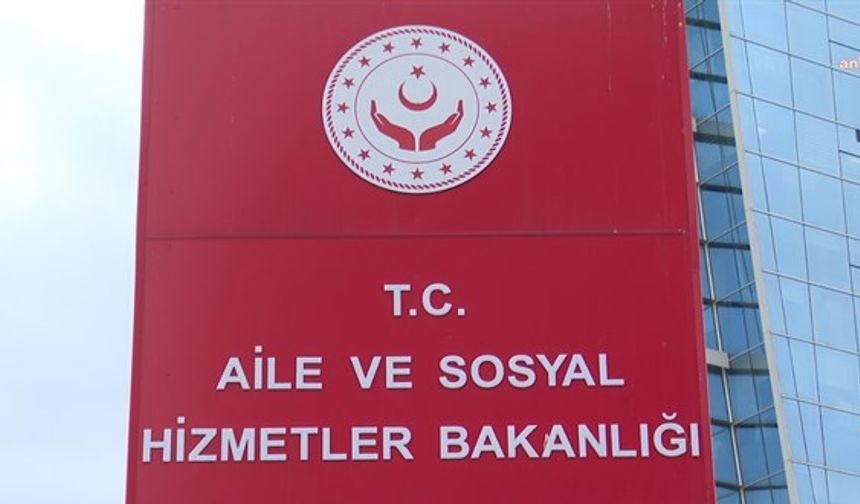 T.C.
AİLE VE SOSYAL
HİZMETLER BAKANLIĞI